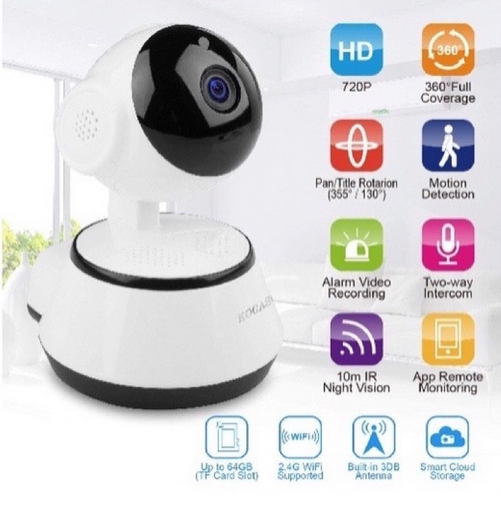 HD
360°
720P
360°Full
Coverage
Pan/Title Rotarion
(355° / 130°)
Motion
Detection
Alarm Video
Recording
Two-way
Intercom
10m IR
Night Vision
App Remote
Monitoring
WiFi
Up to 64GB
(TF Card Slot)
2.4G WiFi
Supported
Built-in 3DB
Antenna
Smart Cloud
Storage